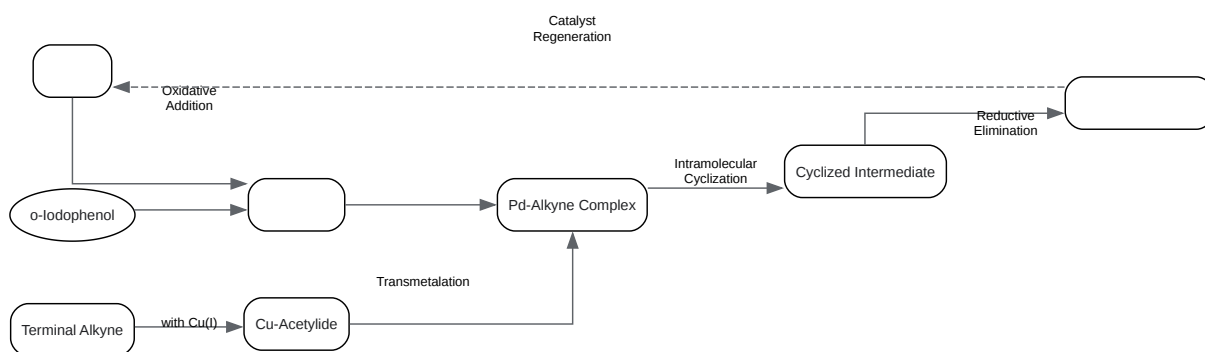 Catalyst
Regeneration
Oxidative
Addition
Reductive
Elimination
Intramolecular
Cyclization
Cyclized Intermediate
o-Iodophenol
Pd-Alkyne Complex
Transmetalation
Terminal Alkyne
with Cu(I)
Cu-Acetylide